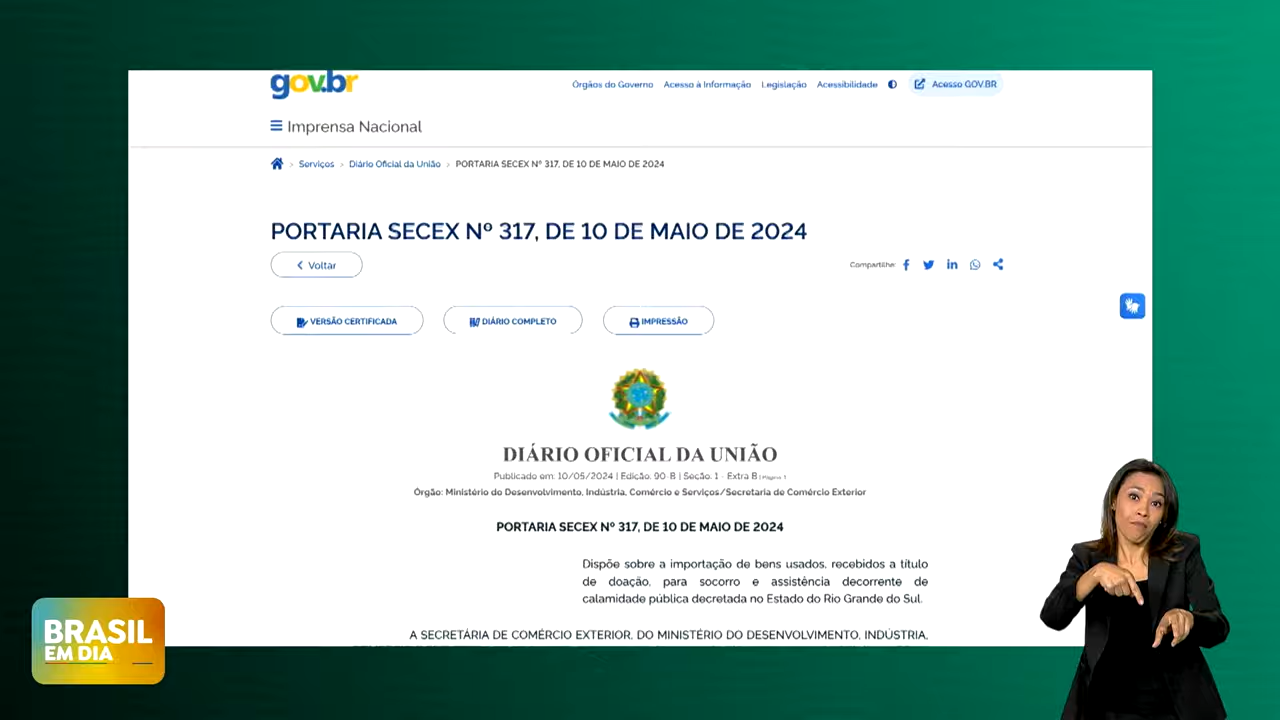 gov.br
Órgãos do Governo Acesso à Informação Legislação Acessibilidade Acesso GOV.BR
Imprensa Nacional
Serviços > Diário Oficial da União > PORTARIA SECEX Nº 317, DE 10 DE MAIO DE 2024
PORTARIA SECEX Nº 317, DE 10 DE MAIO DE 2024
Voltar
Compartilhe:
VERSÃO CERTIFICADA DIÁRIO COMPLETO IMPRESSÃO
DIÁRIO OFICIAL DA UNIÃO
Publicado em: 10/05/2024 | Edição: 90-B | Seção: 1 - Extra B | Página: 1
Órgão: Ministério do Desenvolvimento, Indústria, Comércio e Serviços/Secretaria de Comércio Exterior
PORTARIA SECEX Nº 317, DE 10 DE MAIO DE 2024
Dispõe sobre a importação de bens usados, recebidos a título
de doação, para socorro e assistência decorrente de
calamidade pública decretada no Estado do Rio Grande do Sul.
A SECRETÁRIA DE COMÉRCIO EXTERIOR, DO MINISTÉRIO DO DESENVOLVIMENTO, INDÚSTRIA,
BRASIL
EM DIA